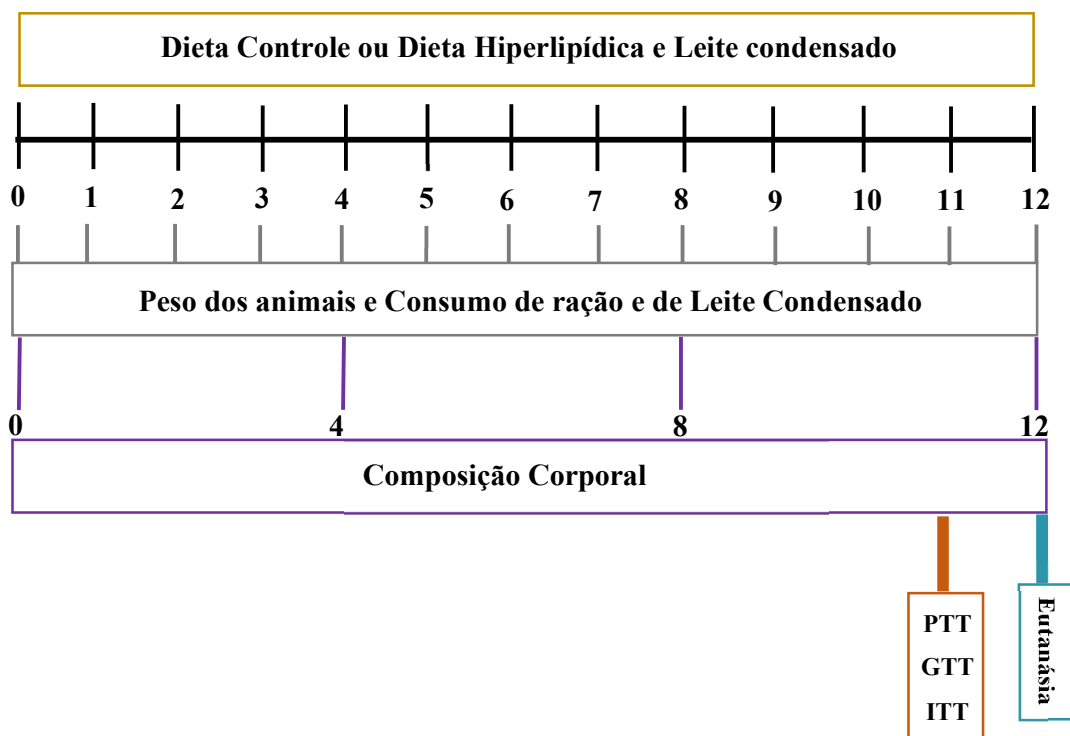 Dieta Controle ou Dieta Hiperlipídica e Leite condensado
0 1 2 3 4 5 6 7 8 9 10 11 12
Peso dos animais e Consumo de ração e de Leite Condensado
0 4 8 12
Composição Corporal
PTT
GTT
ITT
Eutanásia